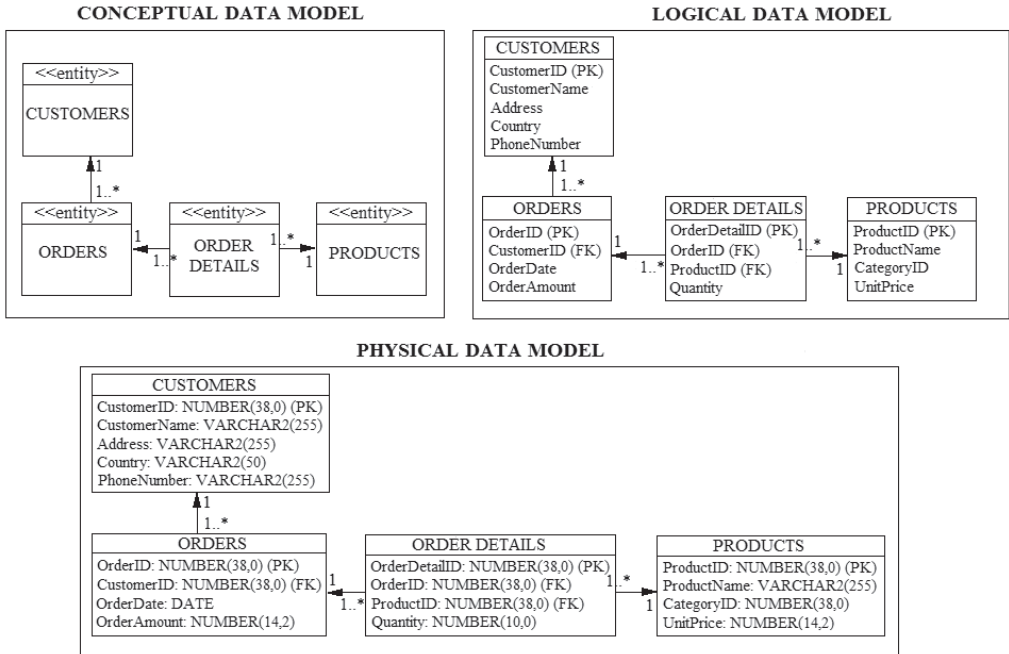 CONCEPTUAL DATA MODEL
<<entity>>
CUSTOMERS
1
1..*
<<entity>>
ORDERS
1
1..*
<<entity>>
ORDER
DETAILS
1..*
1
<<entity>>
PRODUCTS
LOGICAL DATA MODEL
CUSTOMERS
CustomerID (PK)
CustomerName
Address
Country
PhoneNumber
1
1..*
ORDERS
OrderID (PK)
CustomerID (FK)
OrderDate
OrderAmount
1
1..*
ORDER DETAILS
OrderDetailID (PK)
OrderID (FK)
ProductID (FK)
Quantity
1..*
1
PRODUCTS
ProductID (PK)
ProductName
CategoryID
UnitPrice
PHYSICAL DATA MODEL
CUSTOMERS
CustomerID: NUMBER(38,0) (PK)
CustomerName: VARCHAR2(255)
Address: VARCHAR2(255)
Country: VARCHAR2(50)
PhoneNumber: VARCHAR2(255)
1
1..*
ORDERS
OrderID: NUMBER(38,0) (PK)
CustomerID: NUMBER(38,0) (FK)
OrderDate: DATE
OrderAmount: NUMBER(14,2)
1
1..*
ORDER DETAILS
OrderDetailID: NUMBER(38,0) (PK)
OrderID: NUMBER(38,0) (FK)
ProductID: NUMBER(38,0) (FK)
Quantity: NUMBER(10,0)
1..*
1
PRODUCTS
ProductID: NUMBER(38,0) (PK)
ProductName: VARCHAR2(255)
CategoryID: NUMBER(38,0)
UnitPrice: NUMBER(14,2)